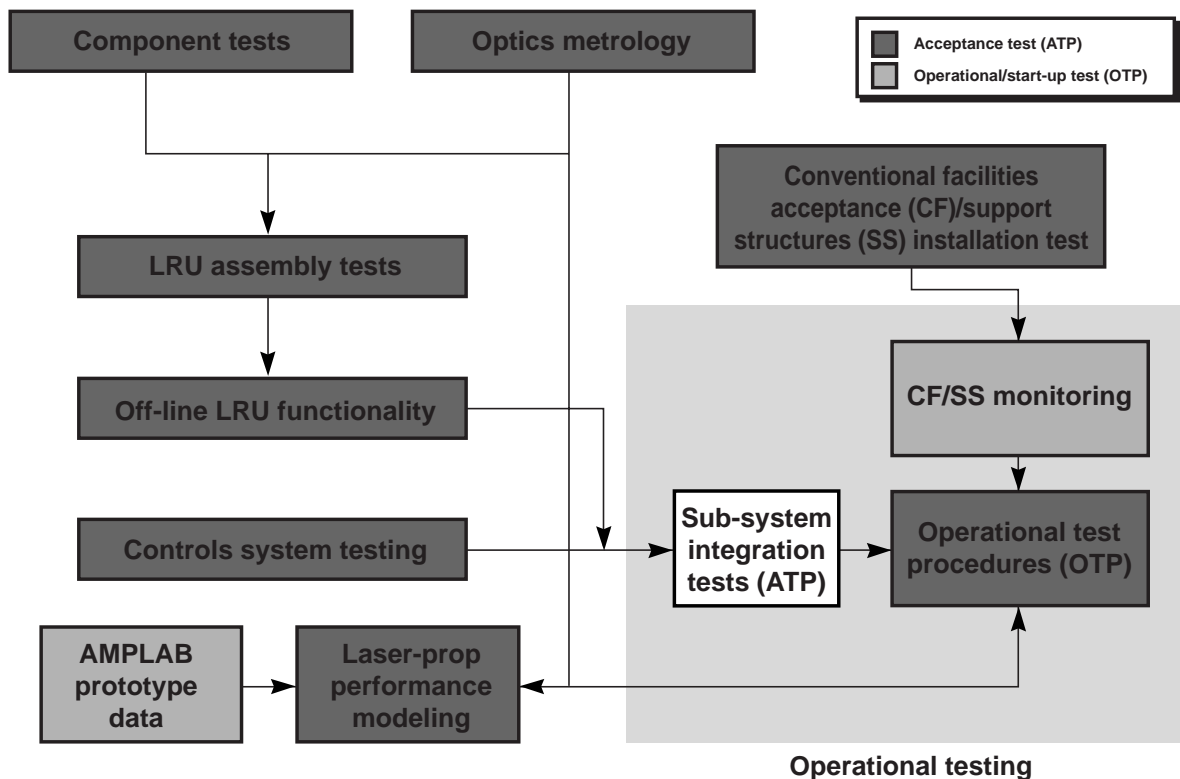 Component tests
Optics metrology
Acceptance test (ATP)
Operational/start-up test (OTP)
Conventional facilities
acceptance (CF)/support
structures (SS) installation test
LRU assembly tests
CF/SS monitoring
Off-line LRU functionality
Sub-system
integration
tests (ATP)
Operational test
procedures (OTP)
Controls system testing
AMPLAB
prototype
data
Laser-prop
performance
modeling
Operational testing